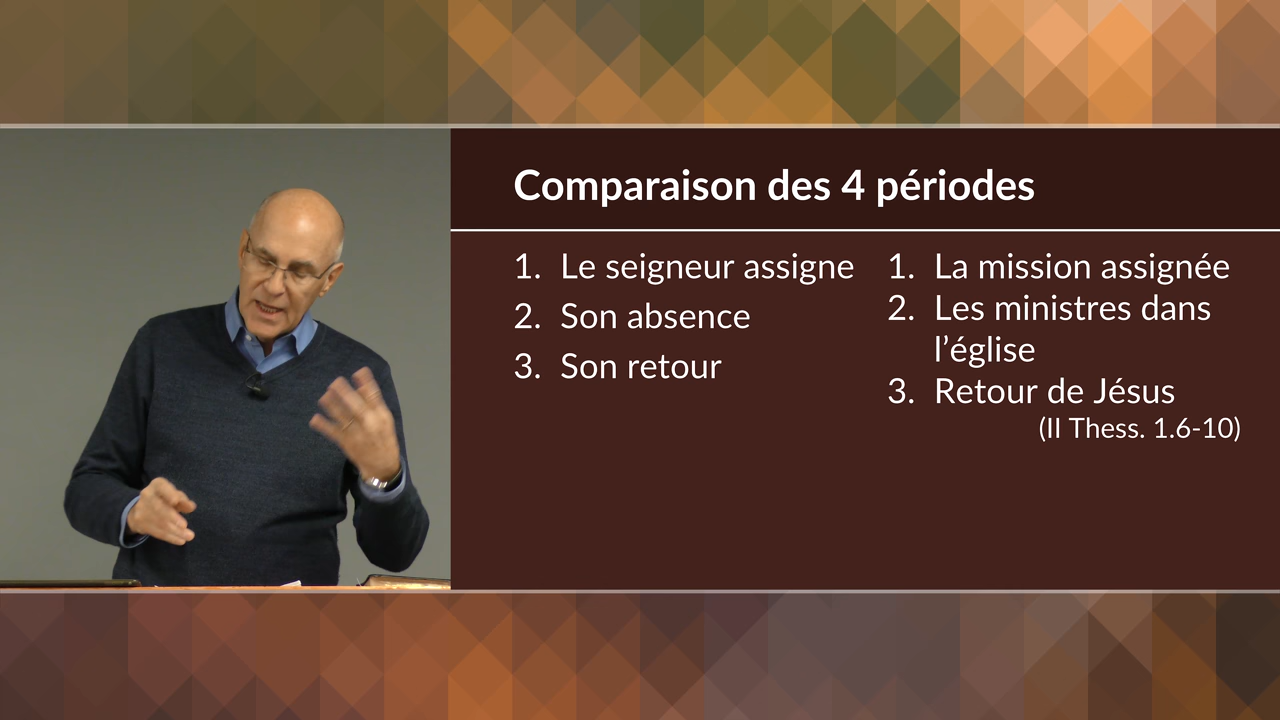 Comparaison des 4 périodes
1. Le seigneur assigne
2. Son absence
3. Son retour
1. La mission assignée
2. Les ministres dans
l’église
3. Retour de Jésus
(II Thess. 1.6-10)